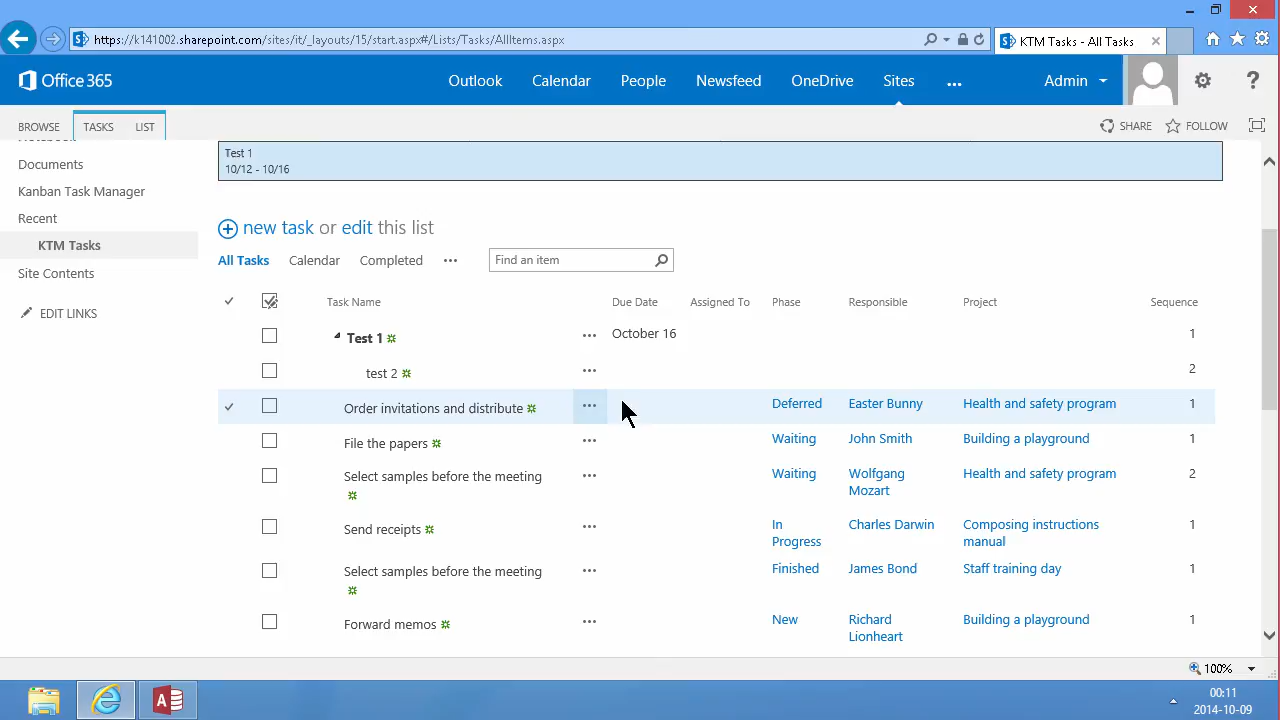 https://k141002.sharepoint.com/sites/it/_layouts/15/start.aspx#/Lists/Tasks/AllItems.aspx
KTM Tasks - All Tasks
Office 365
Outlook Calendar People Newsfeed OneDrive Sites ... Admin
BROWSE TASKS LIST SHARE FOLLOW
Documents
Kanban Task Manager
Recent
KTM Tasks
Site Contents
EDIT LINKS
Test 1
10/12 - 10/16
new task or edit this list
All Tasks Calendar Completed ... Find an item
Task Name Due Date Assigned To Phase Responsible Project Sequence
Test 1 ... October 16 1
test 2 ... 2
Order invitations and distribute ... Deferred Easter Bunny Health and safety program 1
File the papers ... Waiting John Smith Building a playground 1
Select samples before the meeting ... Waiting Wolfgang Mozart Health and safety program 2
Send receipts ... In Progress Charles Darwin Composing instructions manual 1
Select samples before the meeting ... Finished James Bond Staff training day 1
Forward memos ... New Richard Lionheart Building a playground 1
100%
00:11
2014-10-09